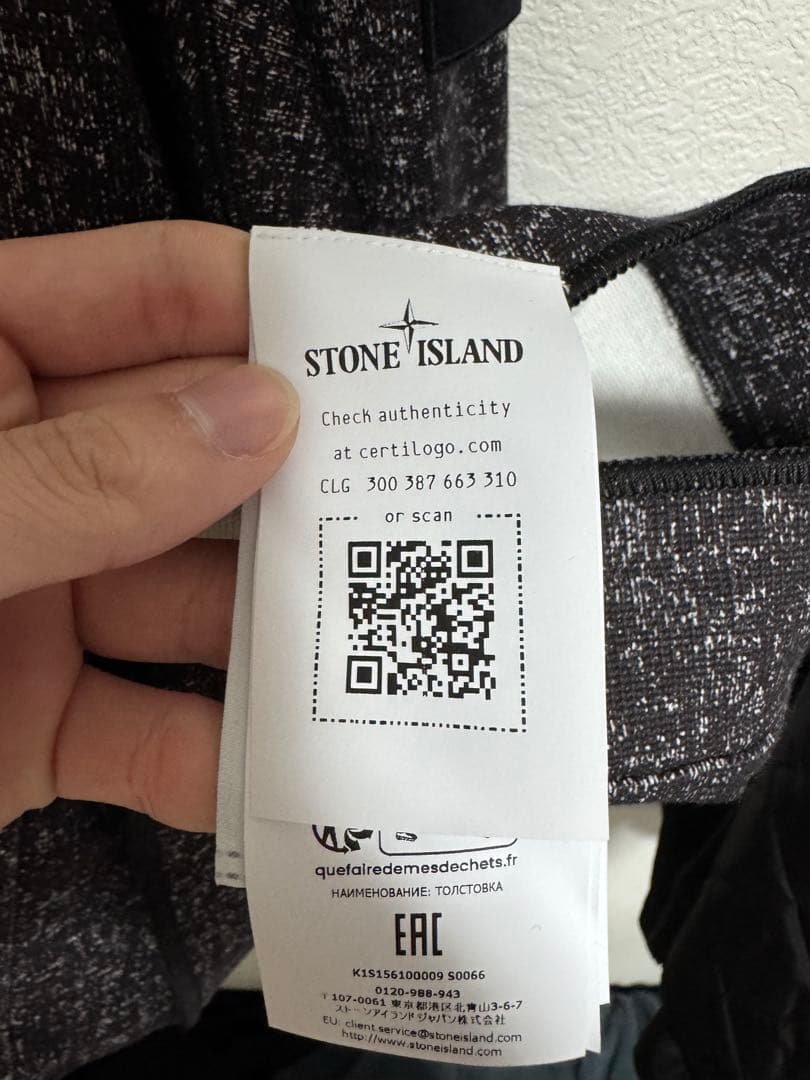 STONE ISLAND
Check authenticity
at certilogo.com
CLG 300 387 663 310
or scan
quefairedemesdechets.fr
НАИМЕНОВАНИЕ: ТОЛСТОВКА
EAC
K1S156100009 S0066
0120-988-943
〒107-0061 東京都港区北青山3-6-7
ストーンアイランドジャパン株式会社
EU: client.service@stoneisland.com
http://www.stoneisland.com